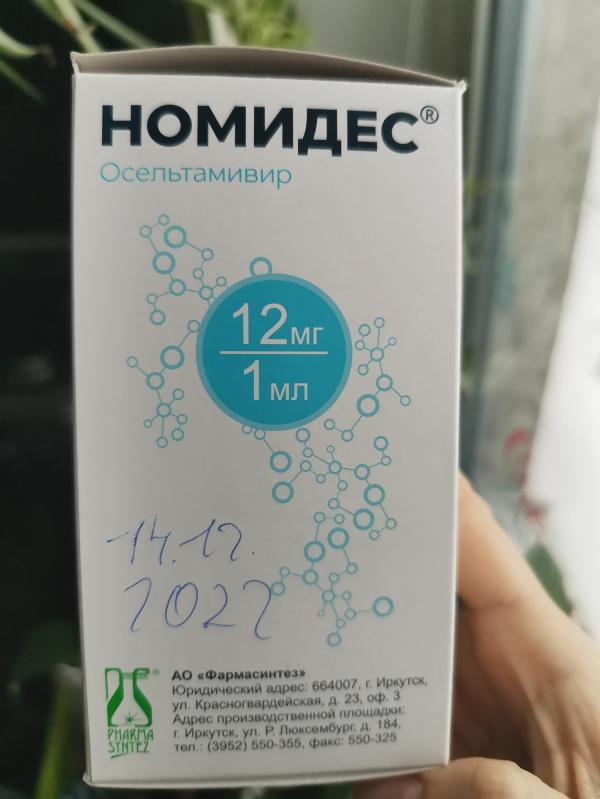 НОМИДЕС®
Осельтамивир
12мг
1мл
14.12.
2022
АО «Фармасинтез»
Юридический адрес: 664007, г. Иркутск,
ул. Красногвардейская, д. 23, оф. 3
Адрес производственной площадки:
г. Иркутск, ул. Р. Люксембург, д. 184,
тел.: (3952) 550-355, факс: 550-325
®
PHARMA
SYNTEZ